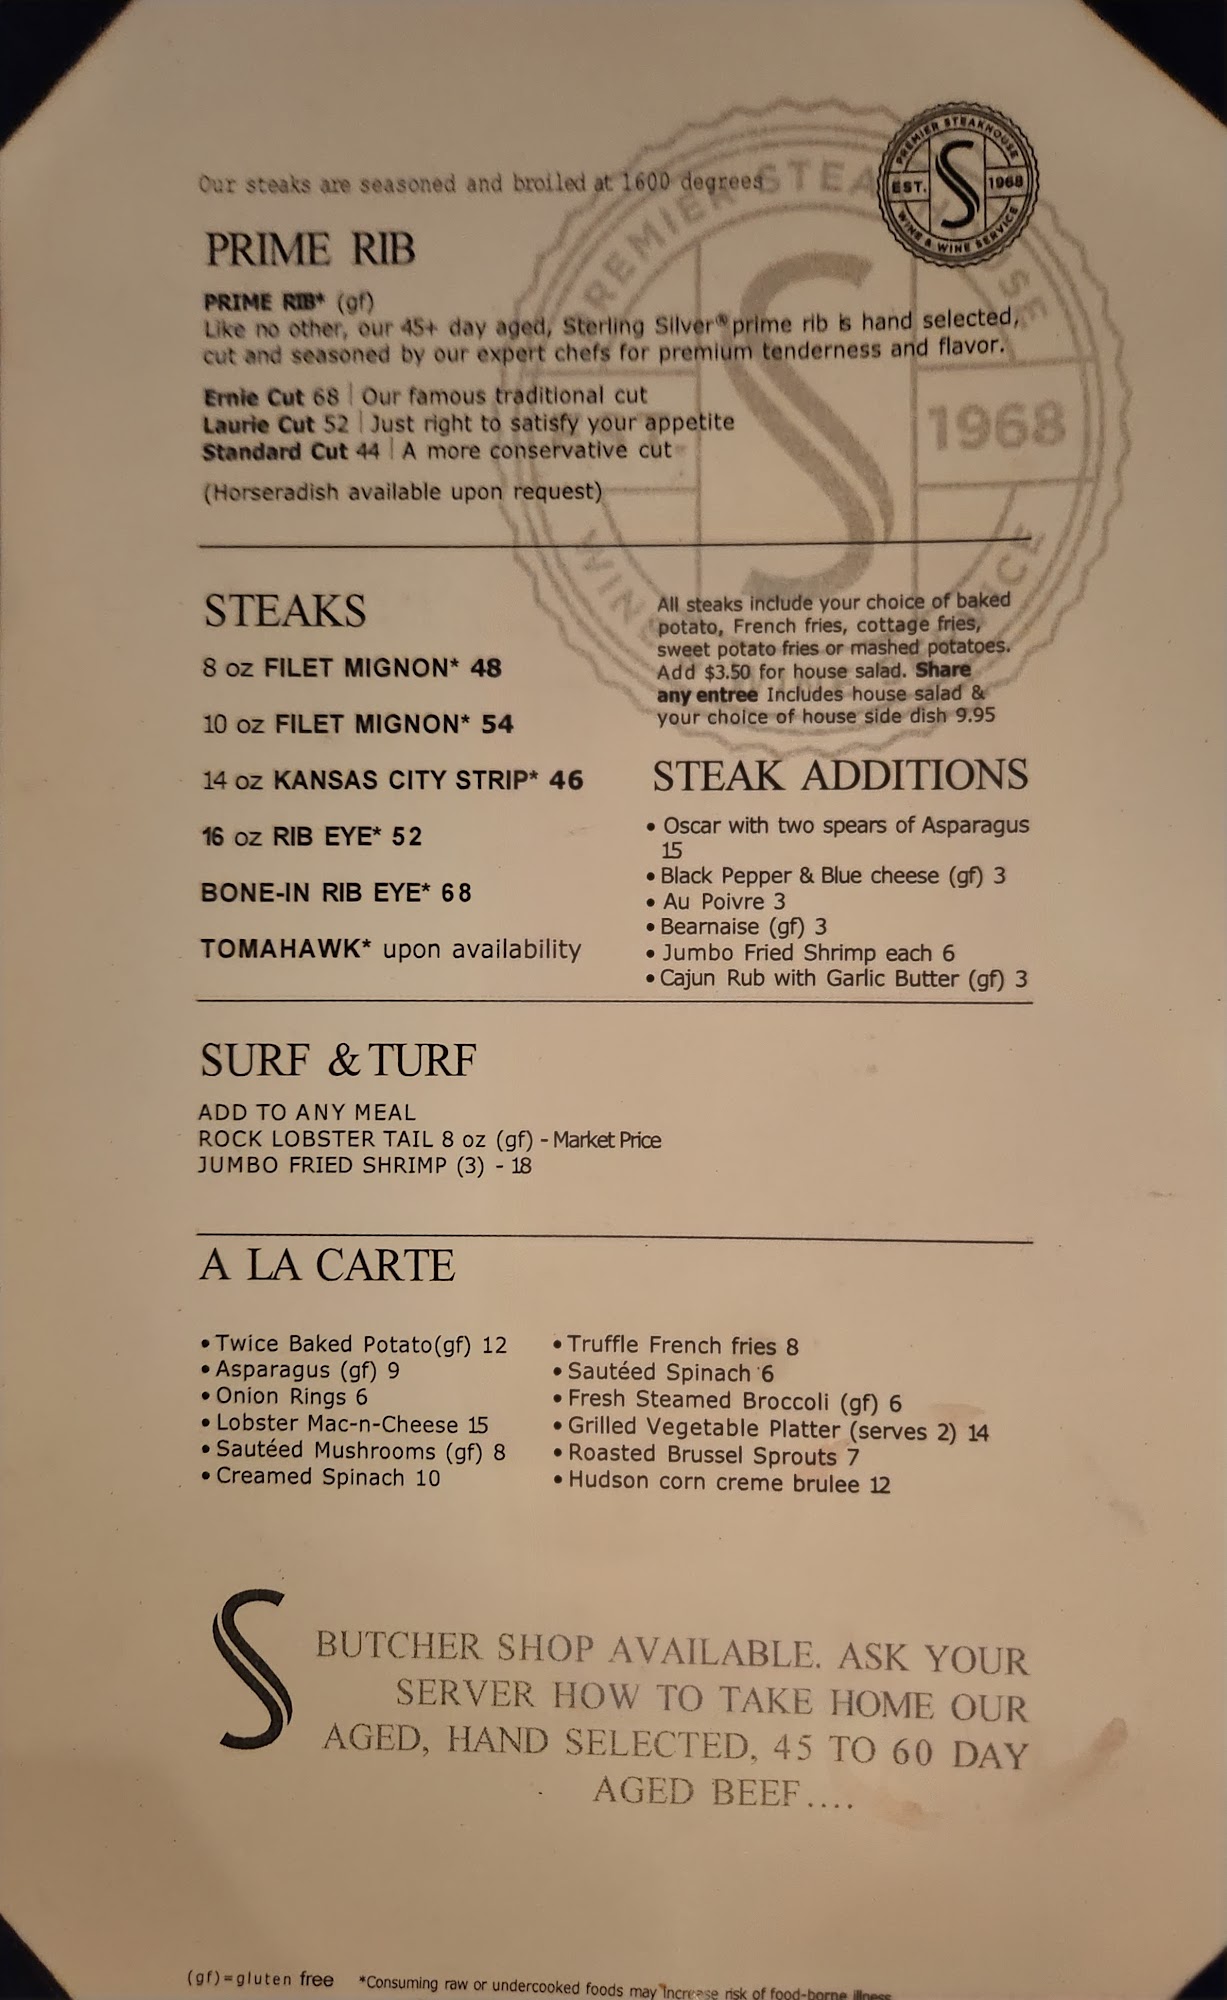 PREMIER STEAKHOUSE
EST. 1968
WINE & WINE SERVICE
Our steaks are seasoned and broiled at 1600 degrees
PRIME RIB
PRIME RIB* (gf)
Like no other, our 45+ day aged, Sterling Silver® prime rib is hand selected,
cut and seasoned by our expert chefs for premium tenderness and flavor.
Ernie Cut 68 | Our famous traditional cut
Laurie Cut 52 | Just right to satisfy your appetite
Standard Cut 44 | A more conservative cut
(Horseradish available upon request)
1968
STEAKS
8 oz FILET MIGNON* 48
10 oz FILET MIGNON* 54
14 oz KANSAS CITY STRIP* 46
16 oz RIB EYE* 52
BONE-IN RIB EYE* 68
TOMAHAWK* upon availability
All steaks include your choice of baked
potato, French fries, cottage fries,
sweet potato fries or mashed potatoes.
Add $3.50 for house salad. Share
any entree Includes house salad &
your choice of house side dish 9.95
STEAK ADDITIONS
• Oscar with two spears of Asparagus
15
• Black Pepper & Blue cheese (gf) 3
• Au Poivre 3
• Bearnaise (gf) 3
• Jumbo Fried Shrimp each 6
• Cajun Rub with Garlic Butter (gf) 3
SURF & TURF
ADD TO ANY MEAL
ROCK LOBSTER TAIL 8 oz (gf) - Market Price
JUMBO FRIED SHRIMP (3) - 18
A LA CARTE
• Twice Baked Potato(gf) 12
• Asparagus (gf) 9
• Onion Rings 6
• Lobster Mac-n-Cheese 15
• Sautéed Mushrooms (gf) 8
• Creamed Spinach 10
• Truffle French fries 8
• Sautéed Spinach 6
• Fresh Steamed Broccoli (gf) 6
• Grilled Vegetable Platter (serves 2) 14
• Roasted Brussel Sprouts 7
• Hudson corn creme brulee 12
BUTCHER SHOP AVAILABLE. ASK YOUR
SERVER HOW TO TAKE HOME OUR
AGED, HAND SELECTED, 45 TO 60 DAY
AGED BEEF....
(gf)=gluten free *Consuming raw or undercooked foods may Increase risk of food-borne illness